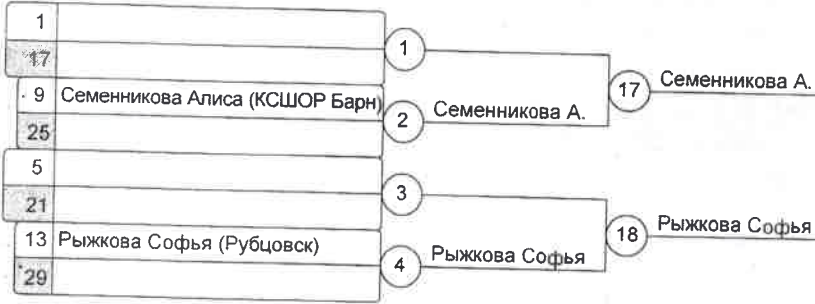 1
17
1
9 Семенникова Алиса (КСШОР Барн)
25
2 Семенникова А.
17 Семенникова А.
5
21
3
13 Рыжкова Софья (Рубцовск)
29
4 Рыжкова Софья
18 Рыжкова Софья